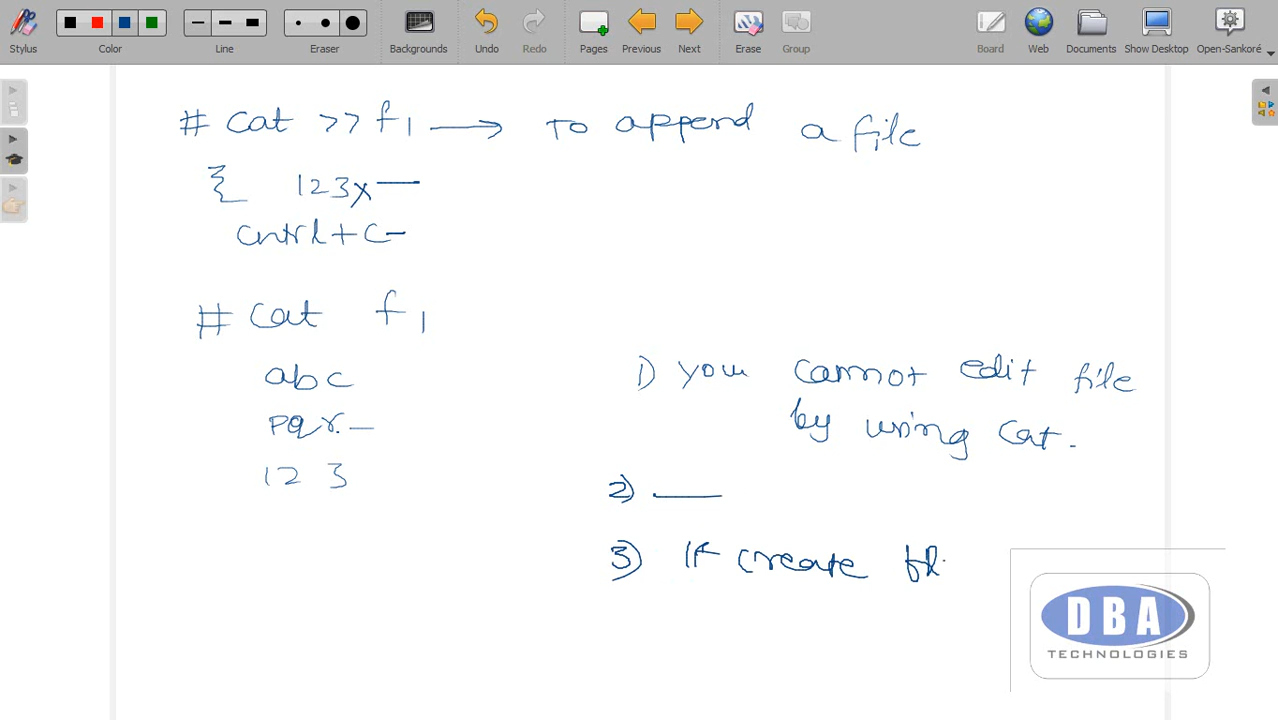 Stylus
Color
Line
Eraser
Backgrounds
Undo
Redo
Pages
Previous
Next
Erase
Group
Board
Web
Documents
Show Desktop
Open-Sankoré
# cat >> f1 → To append a file
123x
cntrl+c
# cat f1
abc
pqr.
123
1) you cannot edit file
by using cat.
2)
3) If create
DBA
TECHNOLOGIES